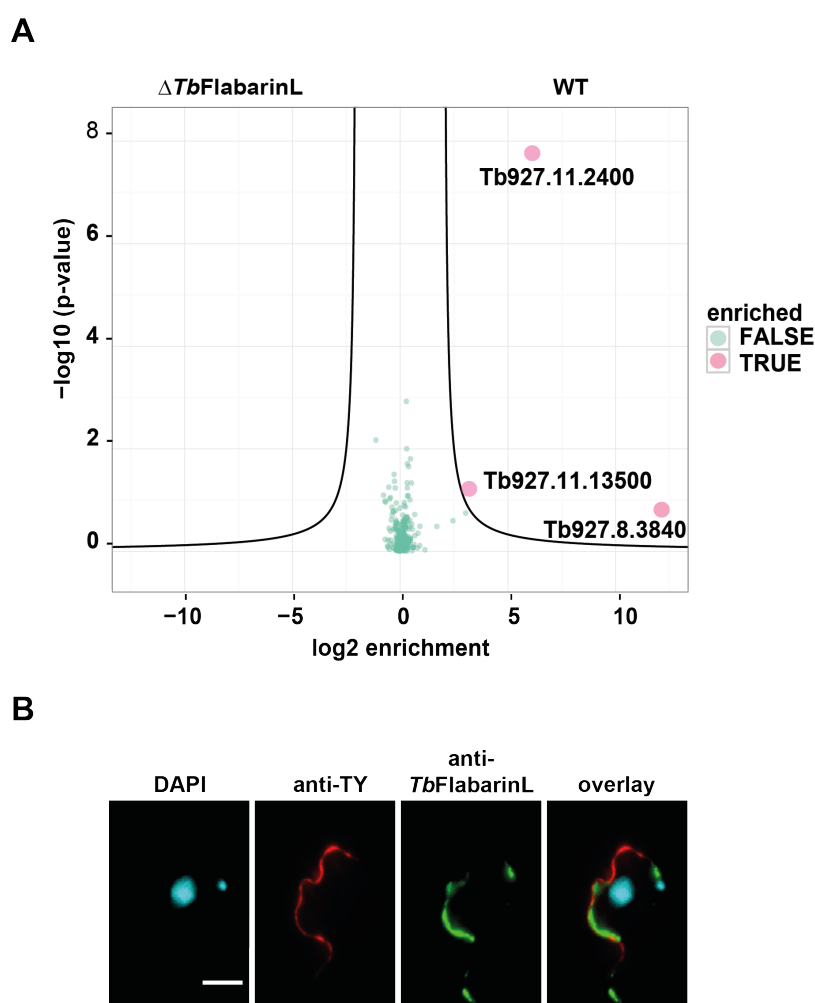 A
ΔTbFlabarinL WT
8
6
4
2
0
−log10 (p-value)
Tb927.11.2400
Tb927.11.13500
Tb927.8.3840
−10 −5 0 5 10
log2 enrichment
enriched
FALSE
TRUE
B
DAPI
anti-TY
anti-
TbFlabarinL
overlay